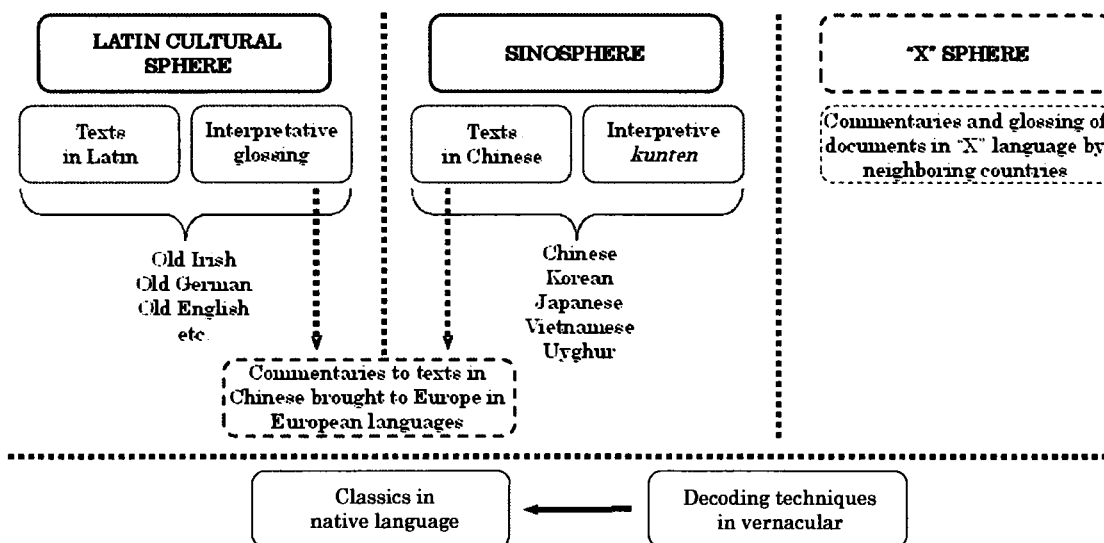 LATIN CULTURAL
SPHERE
SINOSPHERE
"X" SPHERE
Texts
in Latin
Interpretative
glossing
Texts
in Chinese
Interpretive
kunten
Commentaries and glossing of
documents in "X" language by
neighboring countries
Old Irish
Old German
Old English
etc.
Chinese
Korean
Japanese
Vietnamese
Uyghur
Commentaries to texts in
Chinese brought to Europe in
European languages
Classics in
native language
Decoding techniques
in vernacular